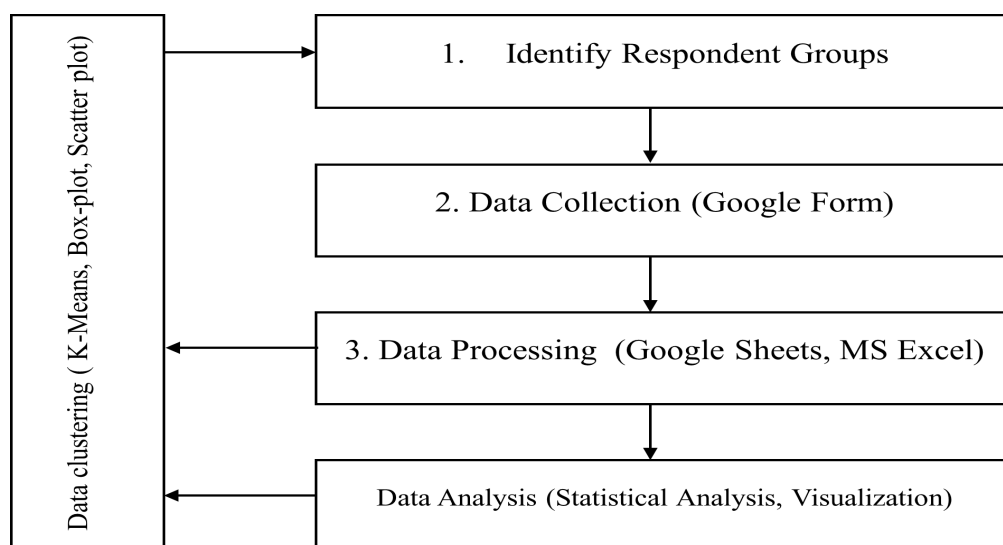 Data clustering ( K-Means, Box-plot, Scatter plot)
1. Identify Respondent Groups
2. Data Collection (Google Form)
3. Data Processing (Google Sheets, MS Excel)
Data Analysis (Statistical Analysis, Visualization)